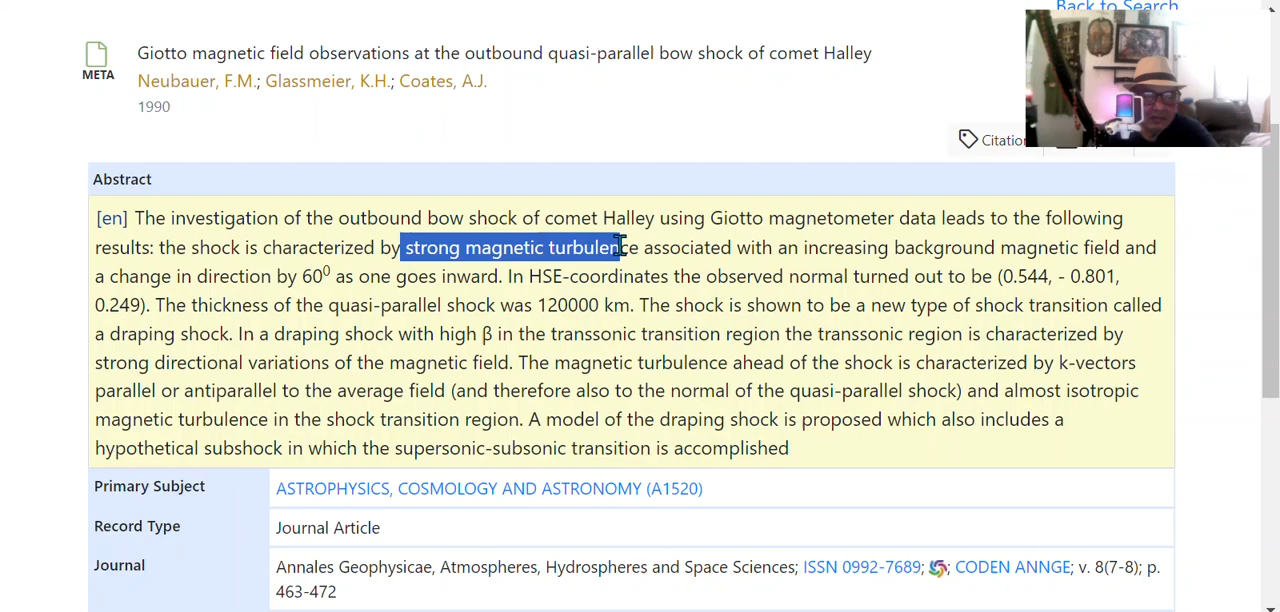 Back to Search
Giotto magnetic field observations at the outbound quasi-parallel bow shock of comet Halley
META
Neubauer, F.M.; Glassmeier, K.H.; Coates, A.J.
1990
Abstract
[en] The investigation of the outbound bow shock of comet Halley using Giotto magnetometer data leads to the following
results: the shock is characterized by strong magnetic turbulence associated with an increasing background magnetic field and
a change in direction by 60⁰ as one goes inward. In HSE-coordinates the observed normal turned out to be (0.544, - 0.801,
0.249). The thickness of the quasi-parallel shock was 120000 km. The shock is shown to be a new type of shock transition called
a draping shock. In a draping shock with high β in the transsonic transition region the transsonic region is characterized by
strong directional variations of the magnetic field. The magnetic turbulence ahead of the shock is characterized by k-vectors
parallel or antiparallel to the average field (and therefore also to the normal of the quasi-parallel shock) and almost isotropic
magnetic turbulence in the shock transition region. A model of the draping shock is proposed which also includes a
hypothetical subshock in which the supersonic-subsonic transition is accomplished
Primary Subject
ASTROPHYSICS, COSMOLOGY AND ASTRONOMY (A1520)
Record Type
Journal Article
Journal
Annales Geophysicae, Atmospheres, Hydrospheres and Space Sciences; ISSN 0992-7689; CODEN ANNGE; v. 8(7-8); p.
463-472